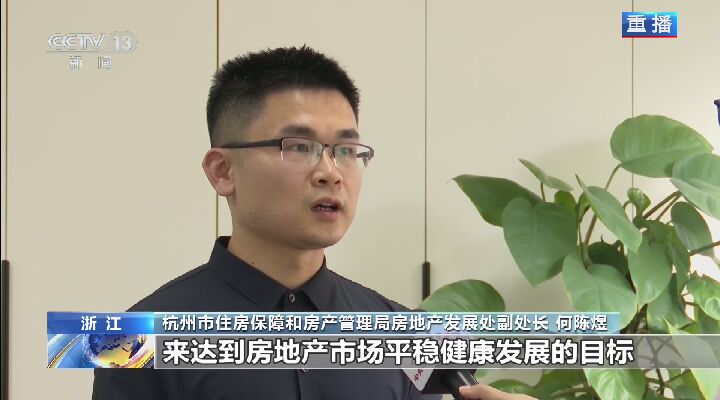 CCTV 13
新闻
重播
浙江
杭州市住房保障和房产管理局房地产发展处副处长 何陈煜
来达到房地产市场平稳健康发展的目标